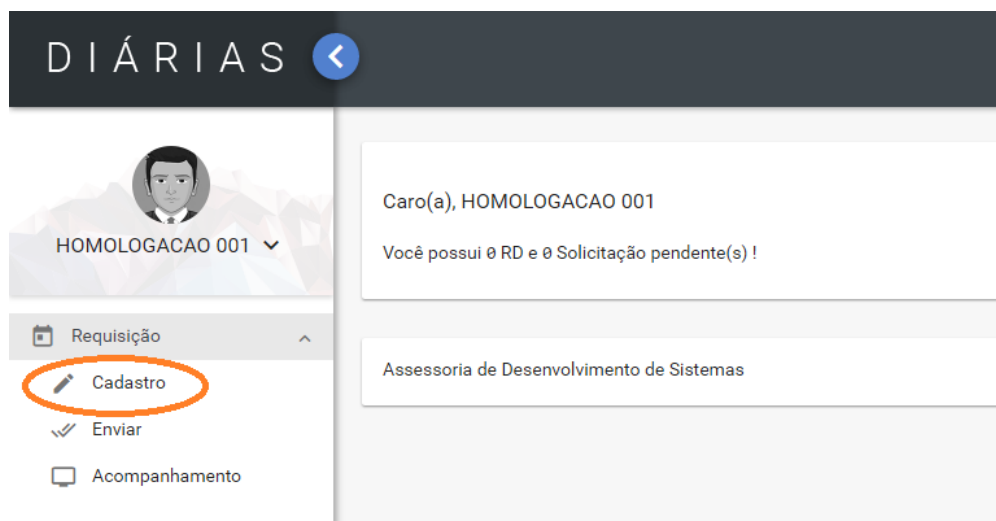 DIÁRIAS
HOMOLOGACAO 001
Requisição
Cadastro
Enviar
Acompanhamento
Caro(a), HOMOLOGACAO 001
Você possui 0 RD e 0 Solicitação pendente(s) !
Assessoria de Desenvolvimento de Sistemas